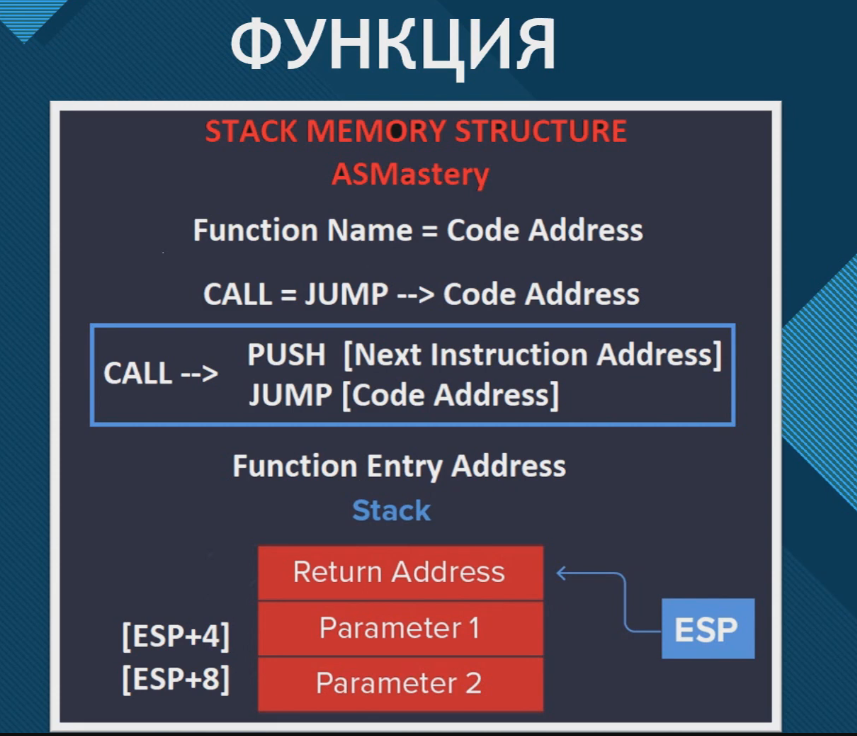 ФУНКЦИЯ
STACK MEMORY STRUCTURE
ASMastery
Function Name = Code Address
CALL = JUMP --> Code Address
CALL --> PUSH [Next Instruction Address]
JUMP [Code Address]
Function Entry Address
Stack
Return Address
[ESP+4] Parameter 1
ESP
[ESP+8] Parameter 2